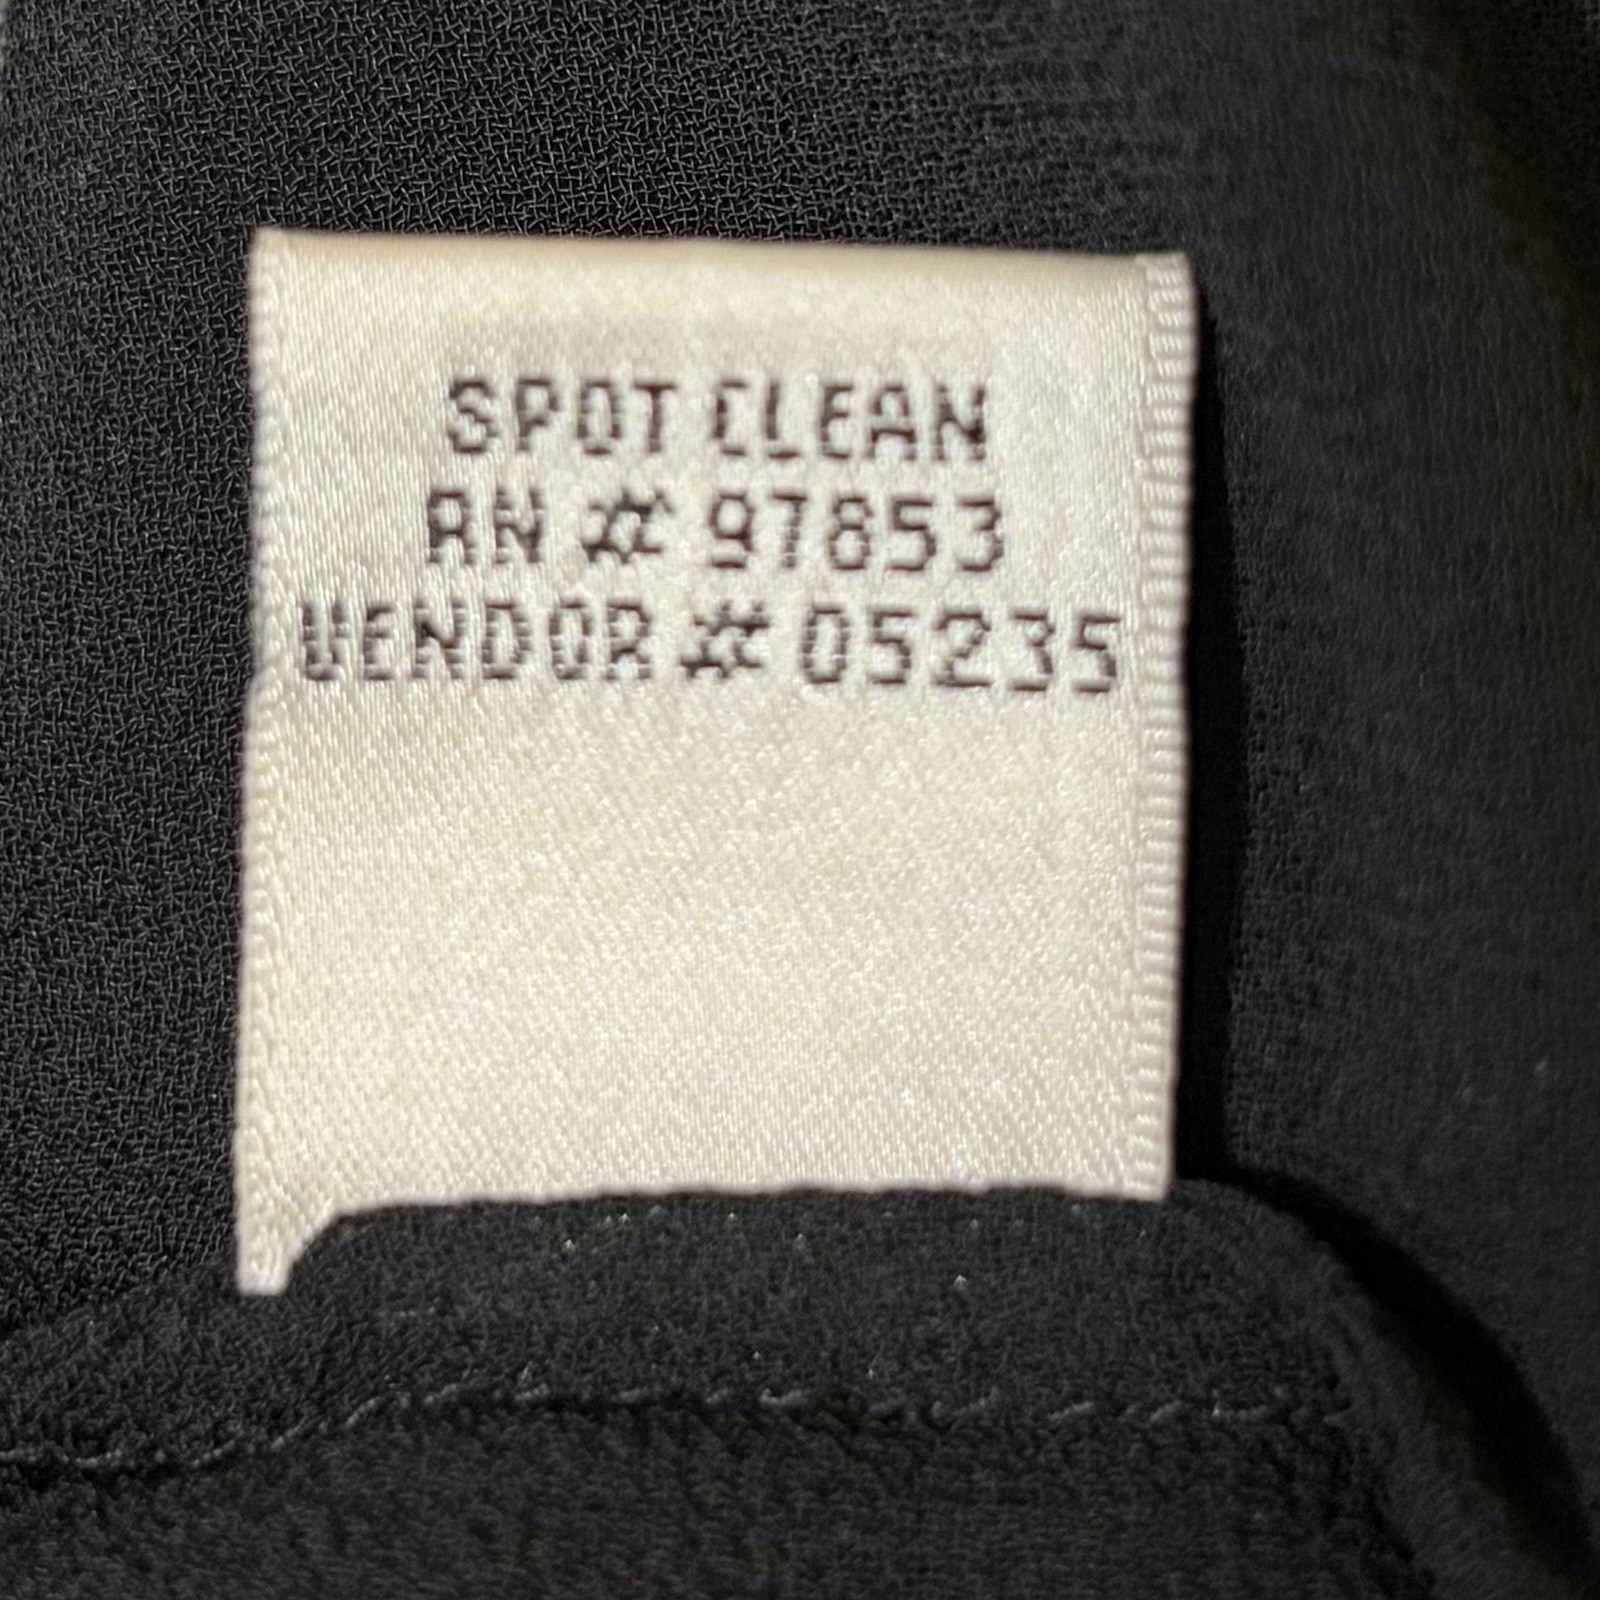 SPOT CLEAN
RN # 97853
VENDOR # 05235